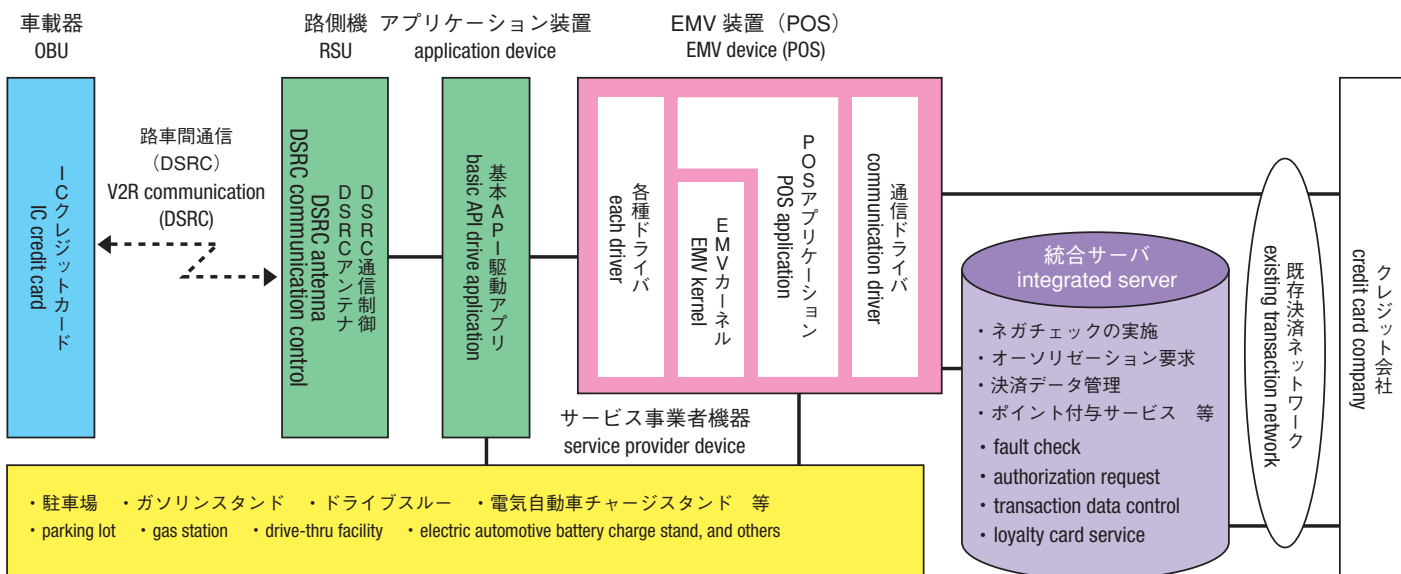 車載器
OBU
路側機
RSU
アプリケーション装置
application device
EMV 装置（POS）
EMV device (POS)
ICクレジットカード
IC credit card
路車間通信
（DSRC）
V2R communication
(DSRC)
DSRC通信制御
DSRCアンテナ
DSRC antenna
DSRC communication control
基本API駆動アプリ
basic API drive application
各種ドライバ
each driver
EMVカーネル
EMV kernel
POSアプリケーション
POS application
通信ドライバ
communication driver
統合サーバ
integrated server
・ネガチェックの実施
・オーソリゼーション要求
・決済データ管理
・ポイント付与サービス　等
・fault check
・authorization request
・transaction data control
・loyalty card service
既存決済ネットワーク
existing transaction network
クレジット会社
credit card company
サービス事業者機器
service provider device
・駐車場　・ガソリンスタンド　・ドライブスルー　・電気自動車チャージスタンド　等
・parking lot　・gas station　・drive-thru facility　・electric automotive battery charge stand, and others